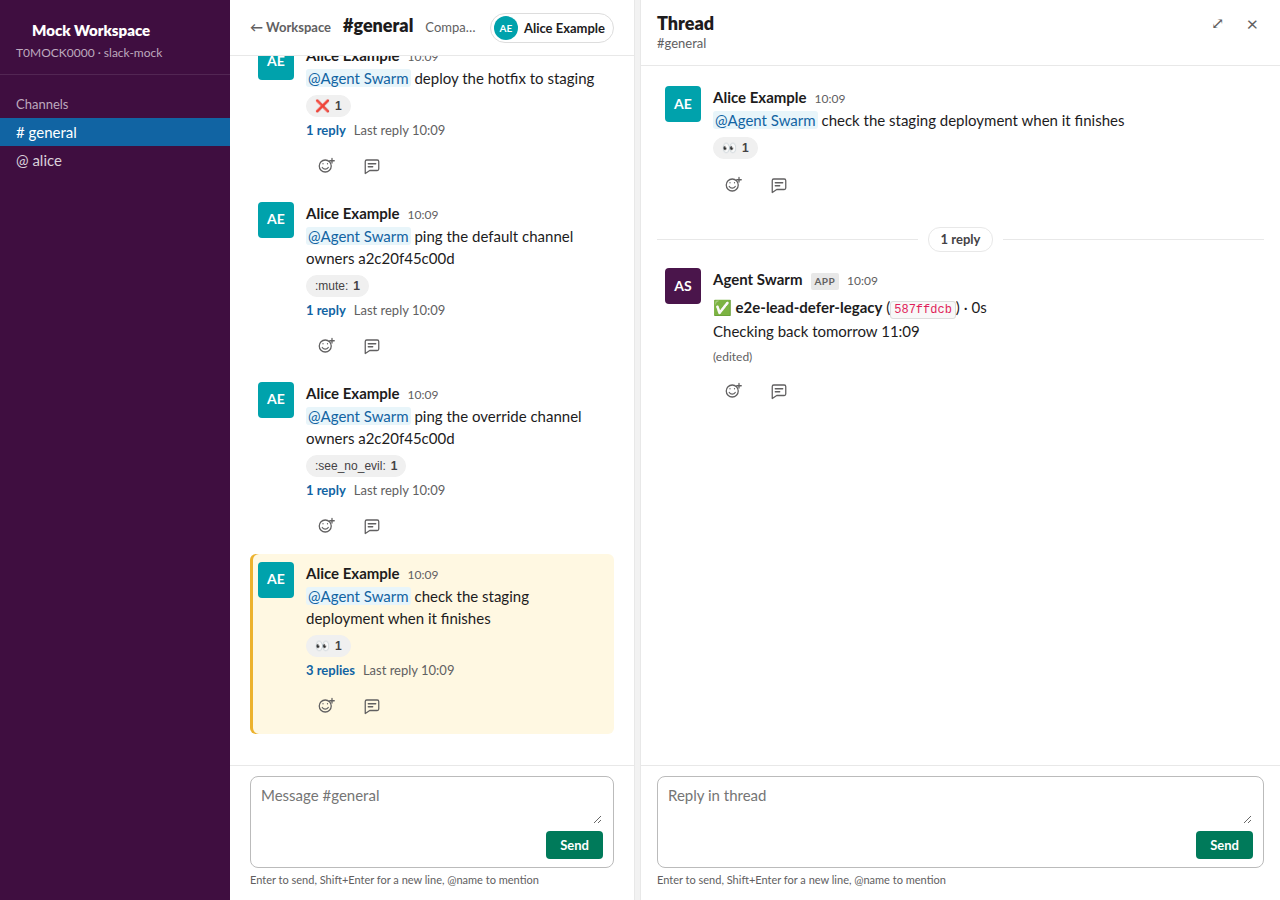 Mock Workspace
T0MOCK0000 · slack-mock
Channels
# general
@ alice
← Workspace #general Compa... AE Alice Example
AE Alice Example 10:09
@Agent Swarm deploy the hotfix to staging
❌ 1
1 reply Last reply 10:09
AE Alice Example 10:09
@Agent Swarm ping the default channel
owners a2c20f45c00d
:mute: 1
1 reply Last reply 10:09
AE Alice Example 10:09
@Agent Swarm ping the override channel
owners a2c20f45c00d
:see_no_evil: 1
1 reply Last reply 10:09
AE Alice Example 10:09
@Agent Swarm check the staging
deployment when it finishes
👀 1
3 replies Last reply 10:09
Message #general
Send
Enter to send, Shift+Enter for a new line, @name to mention
Thread
#general
AE Alice Example 10:09
@Agent Swarm check the staging deployment when it finishes
👀 1
1 reply
AS Agent Swarm APP 10:09
✅ e2e-lead-defer-legacy (587ffdcb) · 0s
Checking back tomorrow 11:09
(edited)
Reply in thread
Send
Enter to send, Shift+Enter for a new line, @name to mention